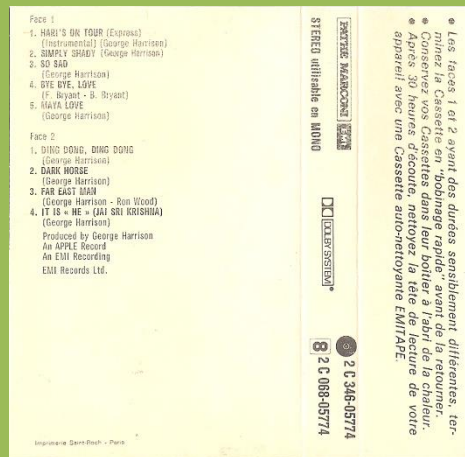 Face 1
1. HARI'S ON TOUR (Express)
(Instrumental) (George Harrison)
2. SIMPLY SHADY (George Harrison)
3. SO SAD
(George Harrison)
4. BYE BYE, LOVE
(F. Bryant - B. Bryant)
5. MAYA LOVE
(George Harrison)
Face 2
1. DING DONG, DING DONG
(George Harrison)
2. DARK HORSE
(George Harrison)
3. FAR EAST MAN
(George Harrison - Ron Wood)
4. IT IS « HE » (JAI SRI KRISHNA)
(George Harrison)
Produced by George Harrison
An APPLE Record
An EMI Recording
EMI Records Ltd.
Imprimerie Saint-Roch - Paris
PATHE MARCONI EMI
STEREO utilisable en MONO
DOLBY SYSTEM®
2 C 346-05774
8 2 C 068-05774
• Les faces 1 et 2 ayant des durées sensiblement différentes, ter-
minez la Cassette en "bobinage rapide" avant de la retourner.
• Conservez vos Cassettes dans leur boîtier à l'abri de la chaleur.
• Après 30 heures d'écoute, nettoyez la tête de lecture de votre
appareil avec une Cassette auto-nettoyante EMITAPE.